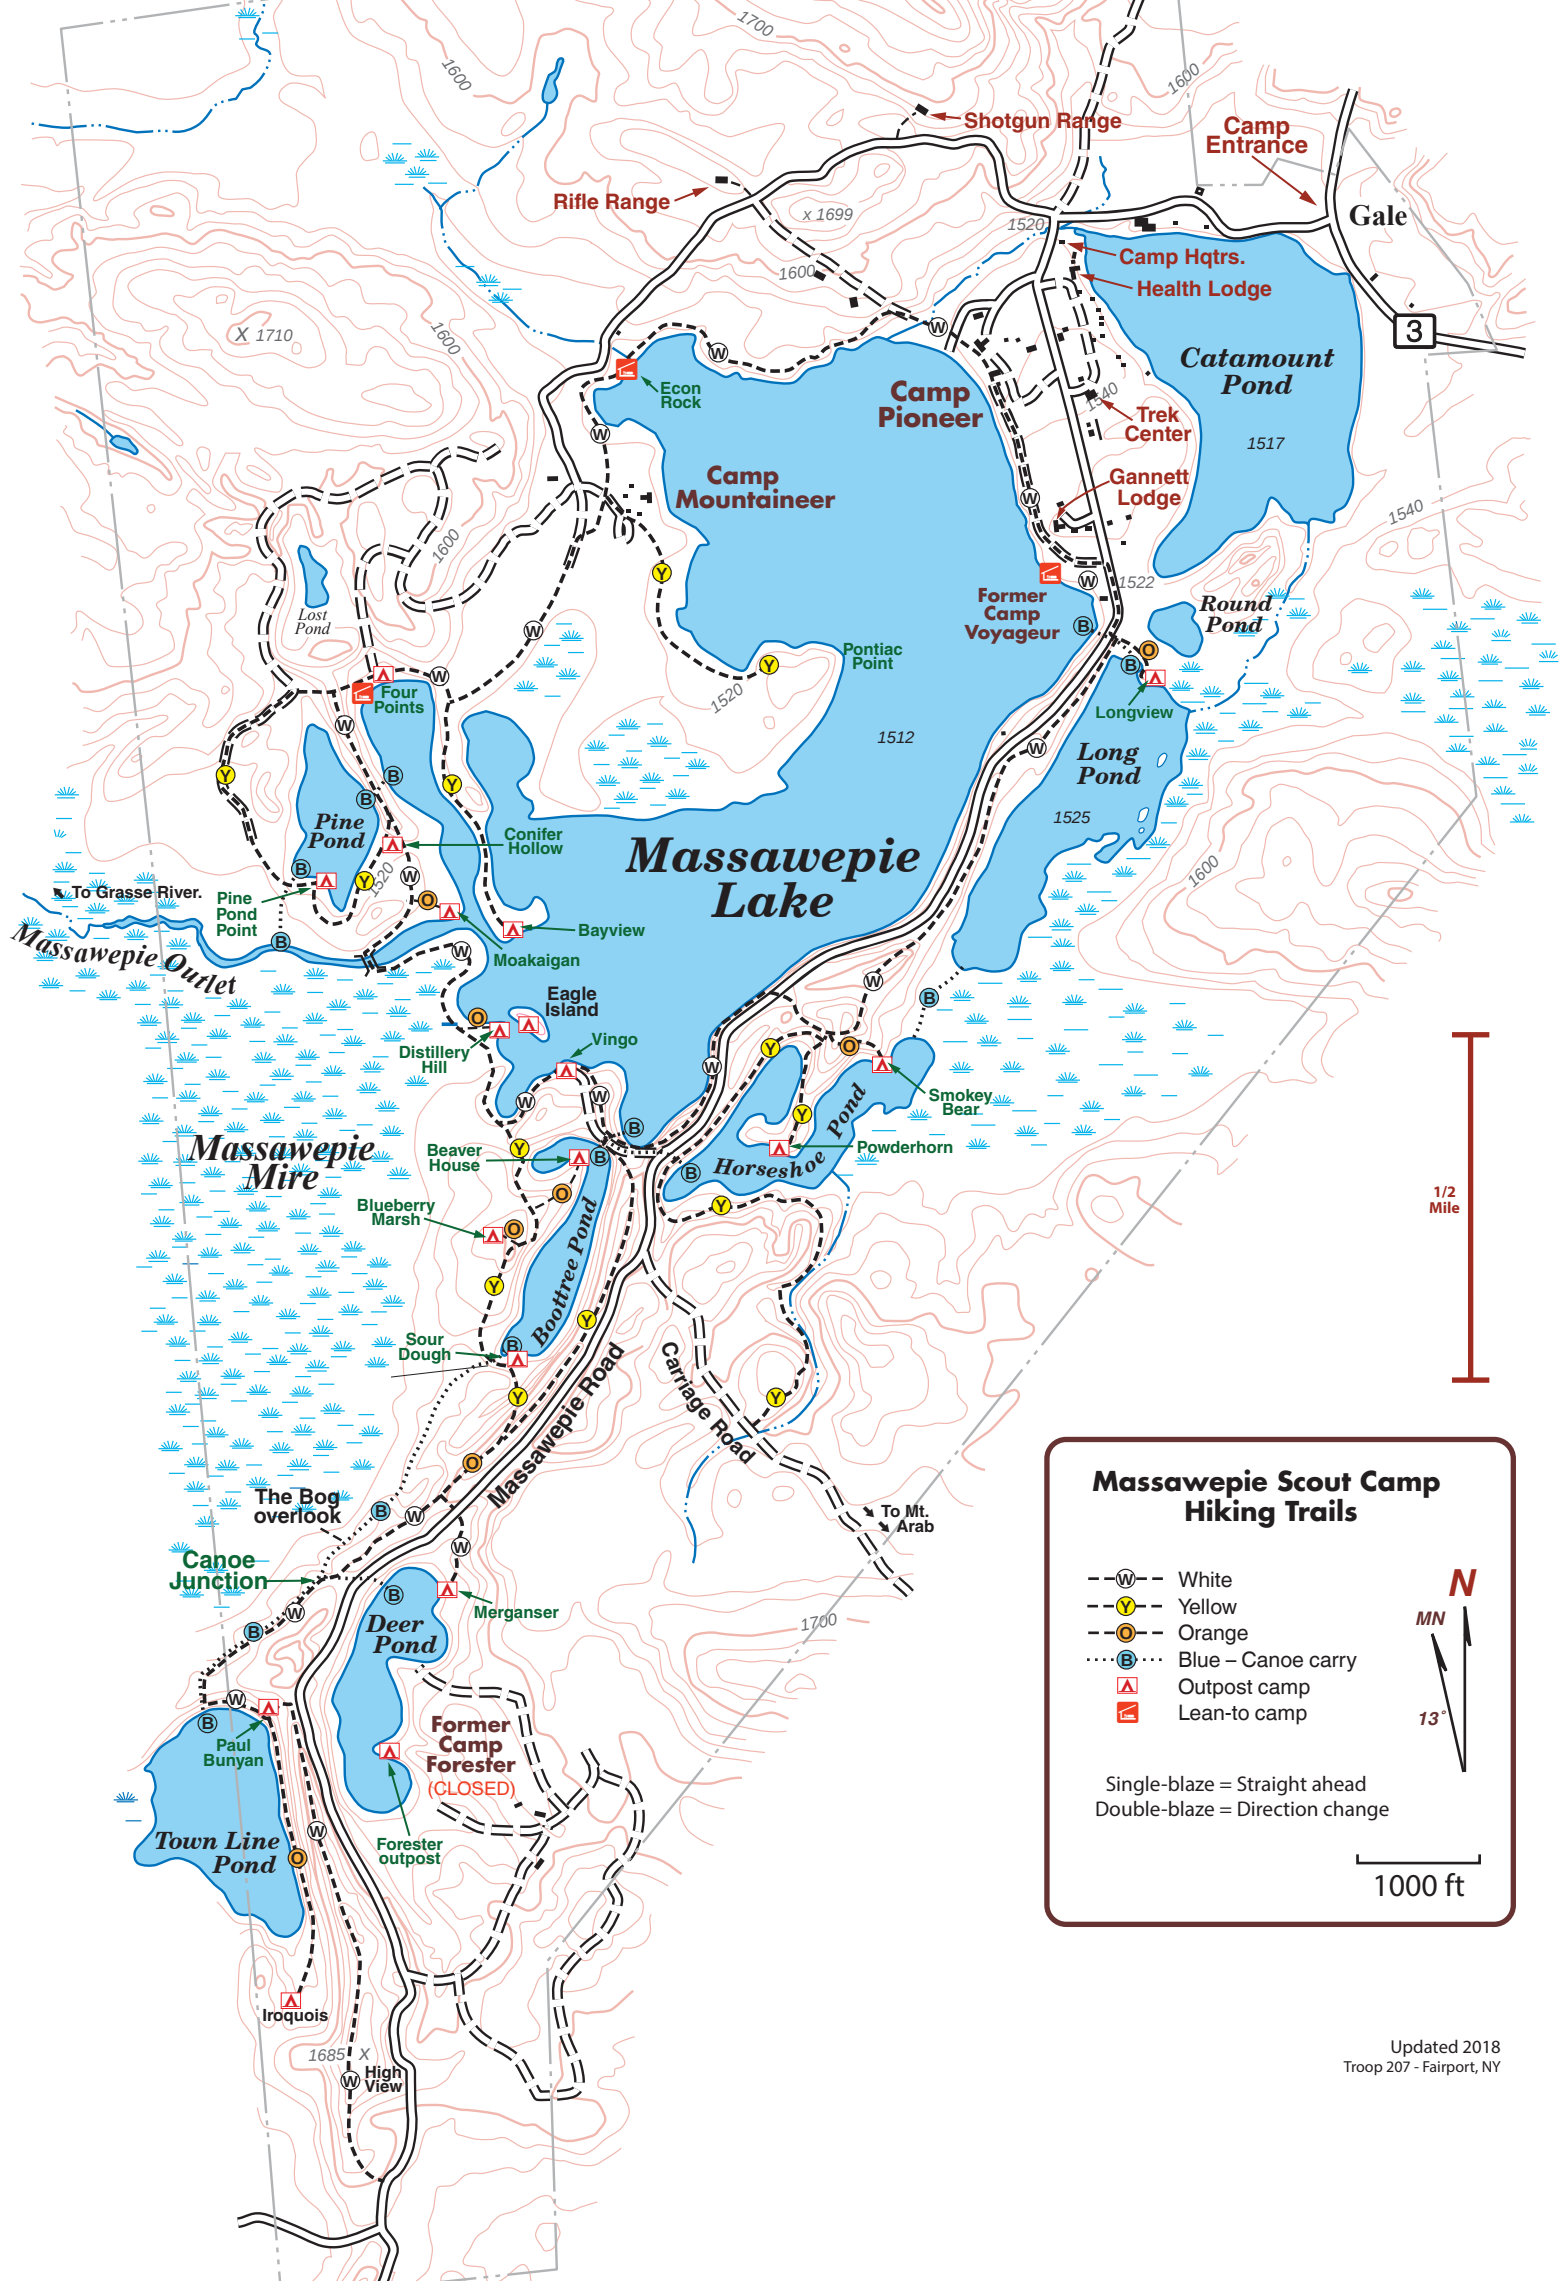 1700
1600
1600
Shotgun Range
Camp
Entrance
Rifle Range
x 1699
1520
Gale
1600
Camp Hqtrs.
Health Lodge
3
X 1710
1600
W
W
Econ
Rock
Catamount
Pond
1517
Camp
Pioneer
1540
Trek
Center
W
Camp
Mountaineer
Gannett
Lodge
W
1540
1600
Y
W
1522
Former
Camp
Voyageur
B
Round
Pond
Lost
Pond
W
O
B
Pontiac
Point
Y
1520
Longview
W
Four
Points
W
1512
W
Long
Pond
1525
Y
B
B
Y
Pine
Pond
Conifer
Hollow
Massawepie
Lake
1600
B
Y
1520
W
O
To Grasse River.
Pine
Pond
Point
B
Bayview
Massawepie Outlet
W
Moakaigan
W
B
Eagle
Island
O
Distillery
Hill
Vingo
Y
O
W
W
W
Smokey
Bear
Y
B
Massawepie
Mire
Y
Beaver
House
B
Powderhorn
Horseshoe Pond
B
O
Blueberry
Marsh
O
Y
1/2
Mile
Y
Boottree Pond
Y
Sour
Dough
B
Y
Massawepie Road
Carriage Road
Y
O
The Bog
overlook
B
W
To Mt.
Arab
W
Canoe
Junction
B
Merganser
W
B
Deer
Pond
1700
W
B
Paul
Bunyan
Former
Camp
Forester
(CLOSED)
W
Town Line
Pond
O
Forester
outpost
Iroquois
1685 X
W
High
View
Massawepie Scout Camp
Hiking Trails
W White
Y Yellow
O Orange
B Blue – Canoe carry
Outpost camp
Lean-to camp
N
MN
13°
Single-blaze = Straight ahead
Double-blaze = Direction change
1000 ft
Updated 2018
Troop 207 - Fairport, NY